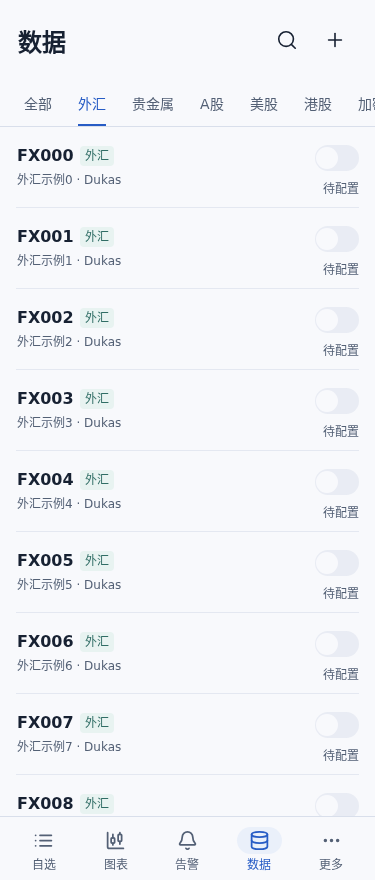 数据
全部 外汇 贵金属 A股 美股 港股
FX000 外汇
外汇示例0 · Dukas
待配置
FX001 外汇
外汇示例1 · Dukas
待配置
FX002 外汇
外汇示例2 · Dukas
待配置
FX003 外汇
外汇示例3 · Dukas
待配置
FX004 外汇
外汇示例4 · Dukas
待配置
FX005 外汇
外汇示例5 · Dukas
待配置
FX006 外汇
外汇示例6 · Dukas
待配置
FX007 外汇
外汇示例7 · Dukas
待配置
FX008 外汇
自选 图表 告警 数据 更多